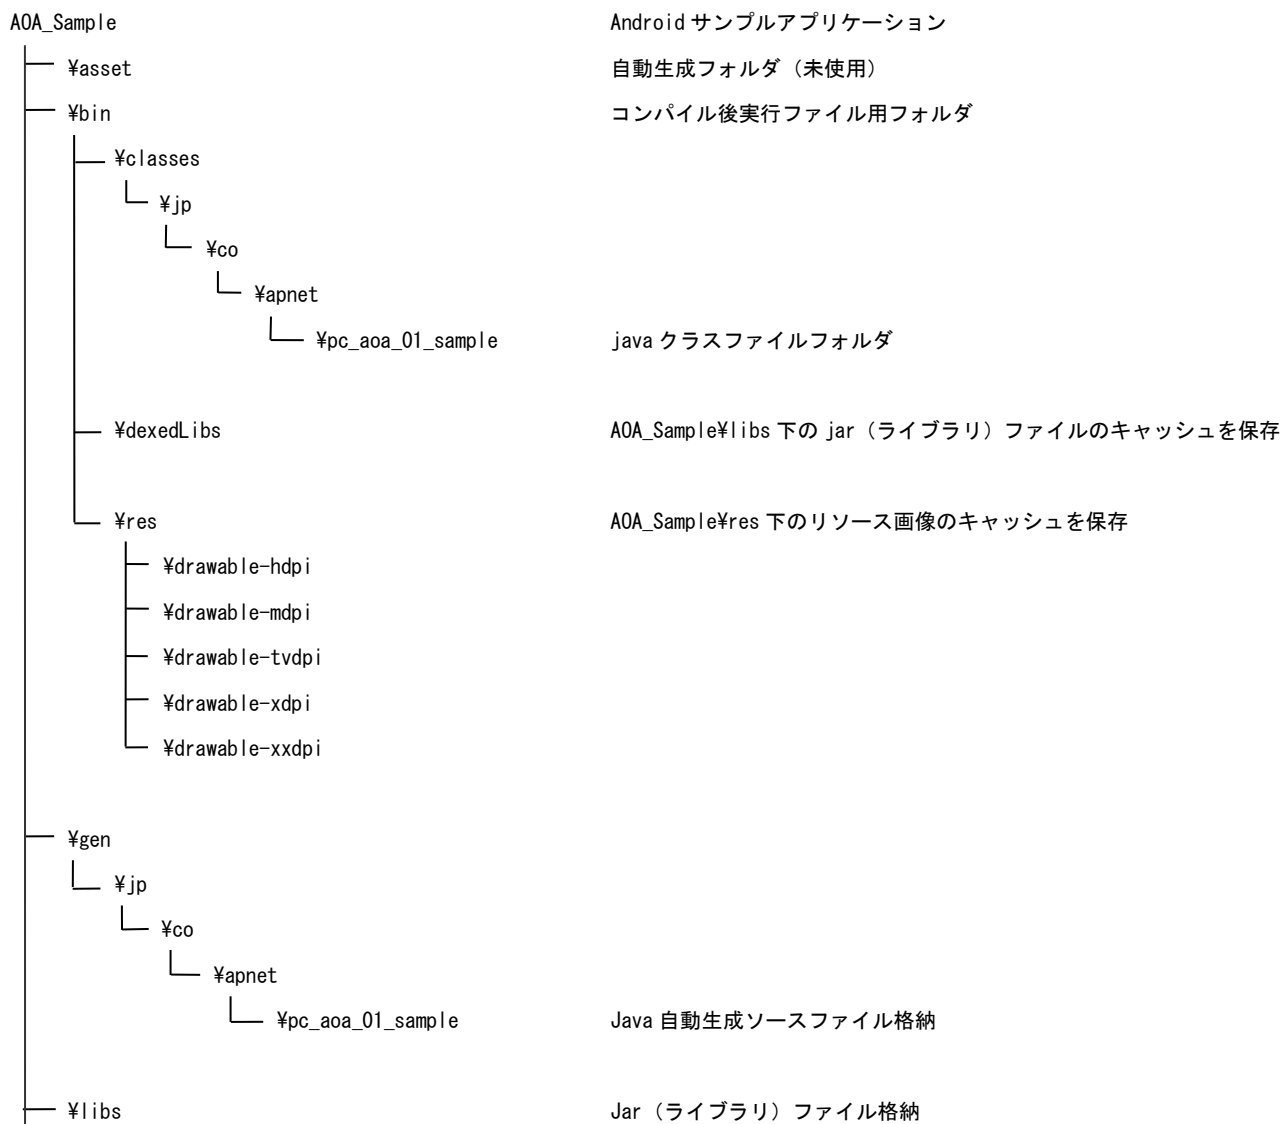 AOA_Sample Android サンプルアプリケーション
¥asset 自動生成フォルダ（未使用）
¥bin コンパイル後実行ファイル用フォルダ
¥classes
¥jp
¥co
¥apnet
¥pc_aoa_01_sample java クラスファイルフォルダ
¥dexedLibs AOA_Sample¥libs 下の jar（ライブラリ）ファイルのキャッシュを保存
¥res AOA_Sample¥res 下のリソース画像のキャッシュを保存
¥drawable-hdpi
¥drawable-mdpi
¥drawable-tvdpi
¥drawable-xdpi
¥drawable-xxdpi
¥gen
¥jp
¥co
¥apnet
¥pc_aoa_01_sample Java 自動生成ソースファイル格納
¥libs Jar（ライブラリ）ファイル格納